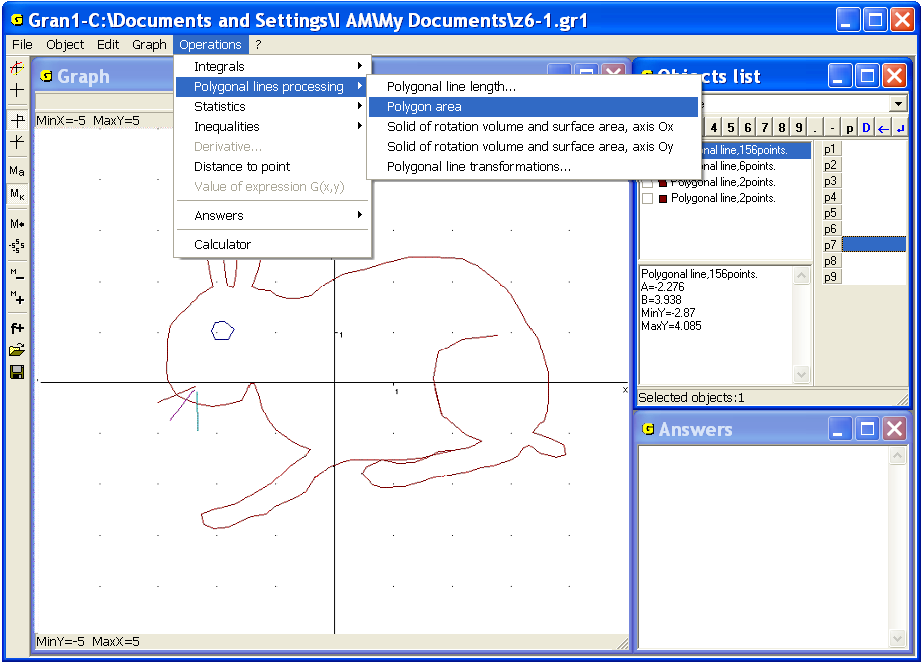 Gran1-C:\Documents and Settings\I AM\My Documents\z6-1.gr1
File Object Edit Graph Operations ?
Graph
MinX=-5 MaxY=5
Integrals
Polygonal lines processing
Statistics
Inequalities
Derivative...
Distance to point
Value of expression G(x,y)
Answers
Calculator
Polygonal line length...
Polygon area
Solid of rotation volume and surface area, axis Ox
Solid of rotation volume and surface area, axis Oy
Polygonal line transformations...
Ma
Mк
M
M
M
f+
1
1
x
MinY=-5 MaxX=5
Objects list
4 5 6 7 8 9 . - p D
onal line,156points.
onal line,6points.
Polygonal line,2points.
Polygonal line,2points.
p1
p2
p3
p4
p5
p6
p7
p8
p9
Polygonal line,156points.
A=-2.276
B=3.938
MinY=-2.87
MaxY=4.085
Selected objects:1
Answers